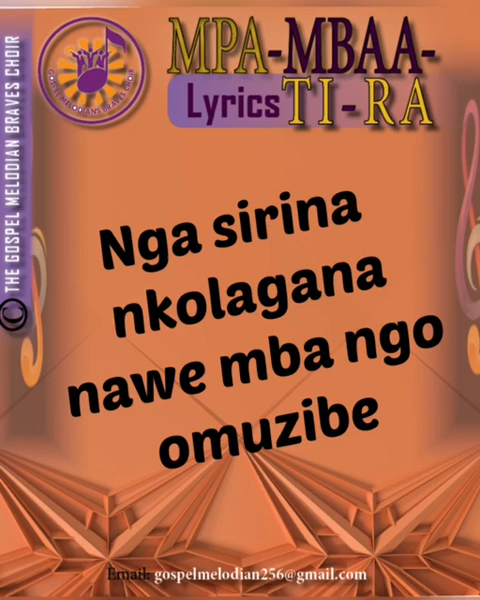 MPA-MBAA-
Lyrics TI-RA
© THE GOSPEL MELODIAN BRAVES CHOIR
Nga sirina
nkolagana
nawe mba ngo
omuzibe
Email: gospelmelodian256@gmail.com